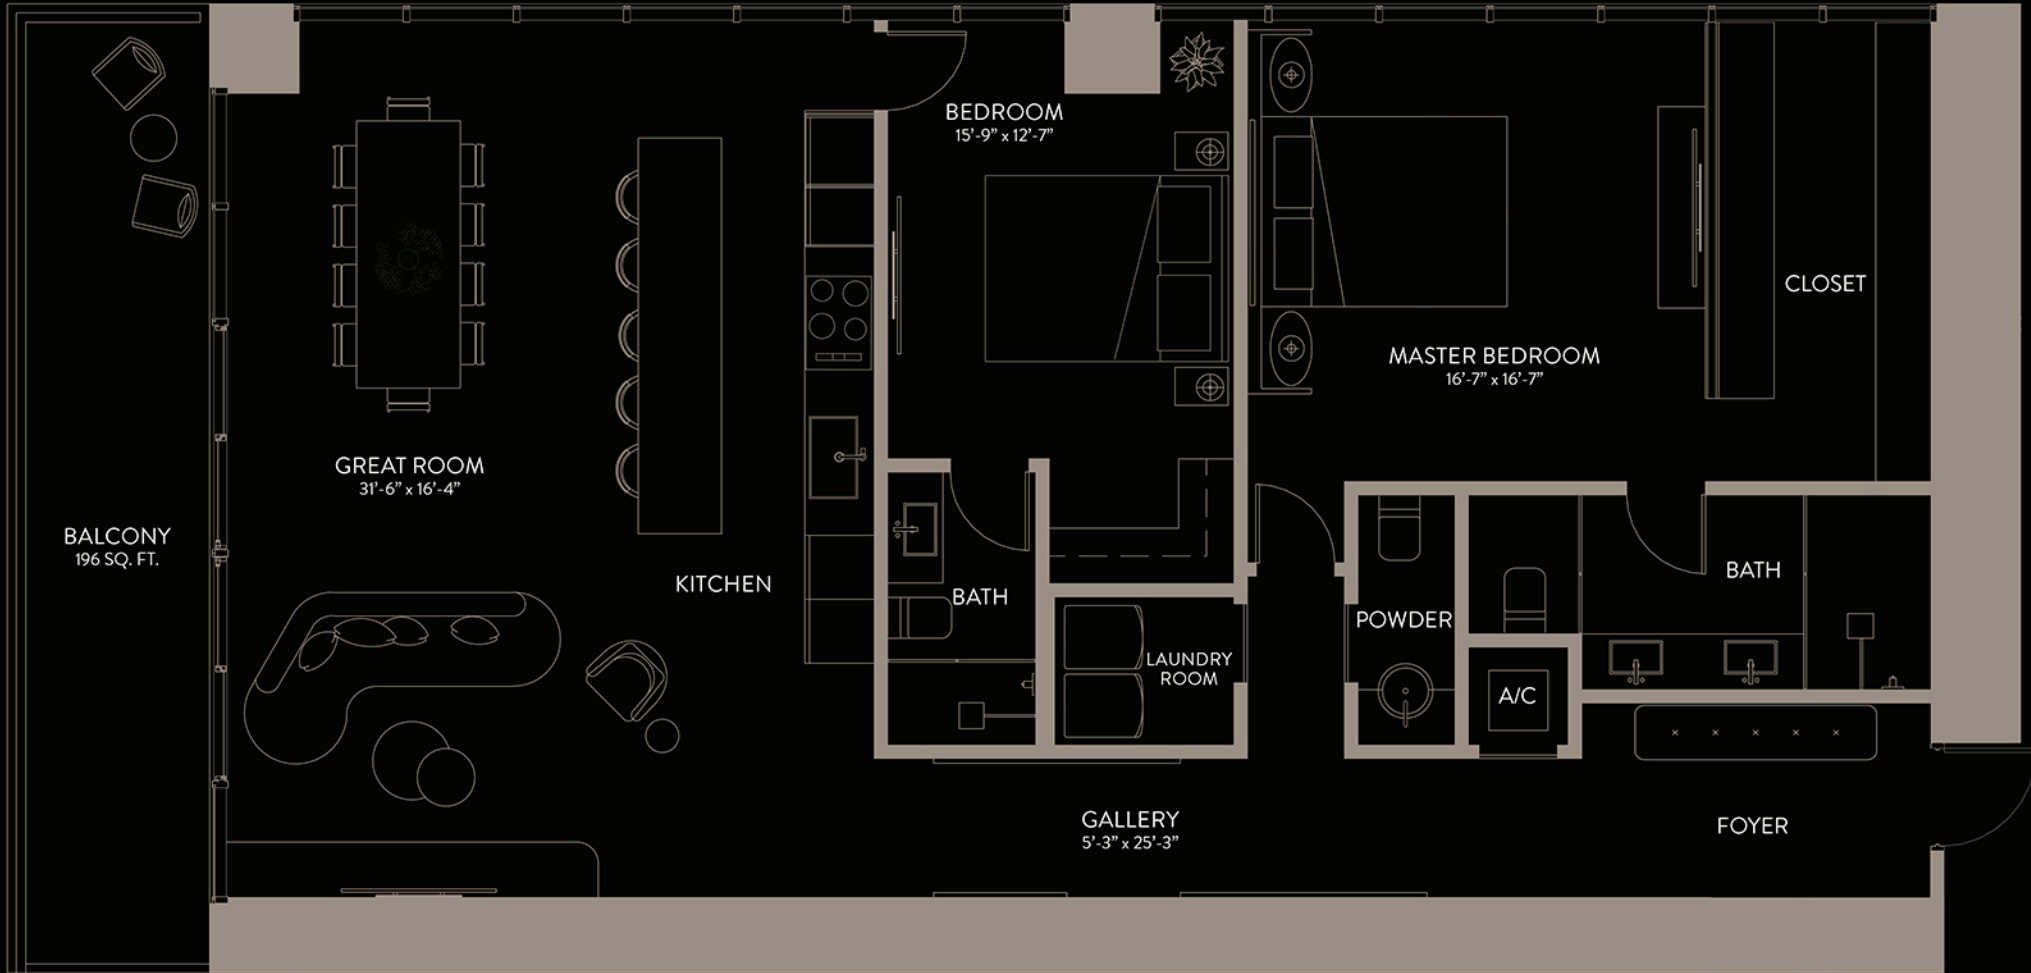 BEDROOM
15'-9” x 12'-7”
CLOSET
MASTER BEDROOM
16'-7” x 16'-7”
GREAT ROOM
31'-6” x 16'-4”
BALCONY
196 SQ. FT.
KITCHEN
BATH
BATH
POWDER
LAUNDRY
ROOM
A/C
GALLERY
5'-3” x 25'-3”
FOYER